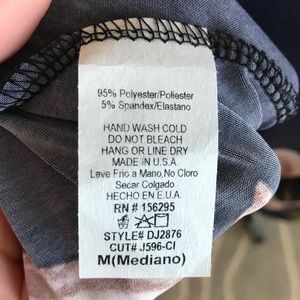 95% Polyester/Poliester
5% Spandex/Elastano
HAND WASH COLD
DO NOT BLEACH
HANG OR LINE DRY
MADE IN U.S.A.
Lave Frio a Mano,No Cloro
Secar Colgado
HECHO EN E.U.A.
RN # 156295
STYLE# DJ2876
CUT# J596-CI
M(Mediano)